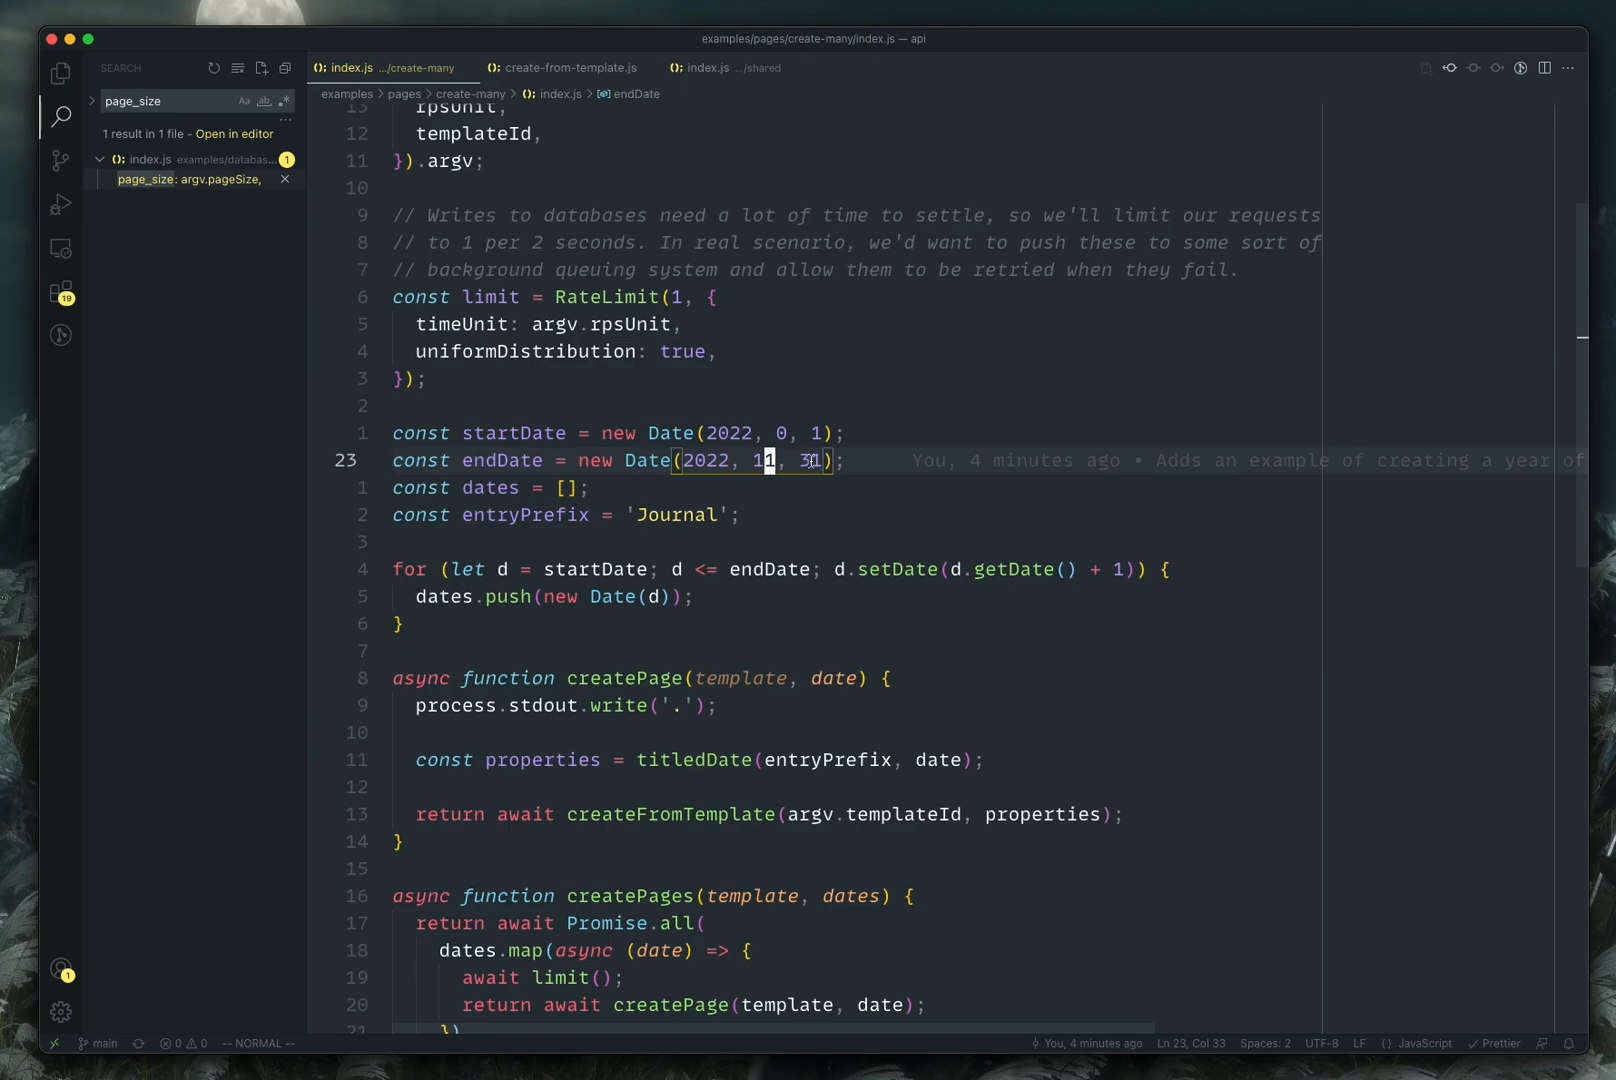 examples/pages/create-many/index.js — api
SEARCH
index.js .../create-many
create-from-template.js
index.js .../shared
page_size
Aa ab .*
examples > pages > create-many > index.js > endDate
1 result in 1 file - Open in editor
index.js examples/databas... 1
page_size: argv.pageSize,
19
13 rpsUnit,
12 templateId,
11 }).argv;
10
9 // Writes to databases need a lot of time to settle, so we'll limit our requests
8 // to 1 per 2 seconds. In real scenario, we'd want to push these to some sort of
7 // background queuing system and allow them to be retried when they fail.
6 const limit = RateLimit(1, {
5 timeUnit: argv.rpsUnit,
4 uniformDistribution: true,
3 });
2
1 const startDate = new Date(2022, 0, 1);
23 const endDate = new Date(2022, 11, 31); You, 4 minutes ago • Adds an example of creating a year of
1 const dates = [];
2 const entryPrefix = 'Journal';
3
4 for (let d = startDate; d <= endDate; d.setDate(d.getDate() + 1)) {
5 dates.push(new Date(d));
6 }
7
8 async function createPage(template, date) {
9 process.stdout.write('.');
10
11 const properties = titledDate(entryPrefix, date);
12
13 return await createFromTemplate(argv.templateId, properties);
14 }
15
16 async function createPages(template, dates) {
17 return await Promise.all(
18 dates.map(async (date) => {
19 await limit();
20 return await createPage(template, date);
21 })
1
main 0 0 -- NORMAL -- You, 4 minutes ago Ln 23, Col 33 Spaces: 2 UTF-8 LF {} JavaScript Prettier